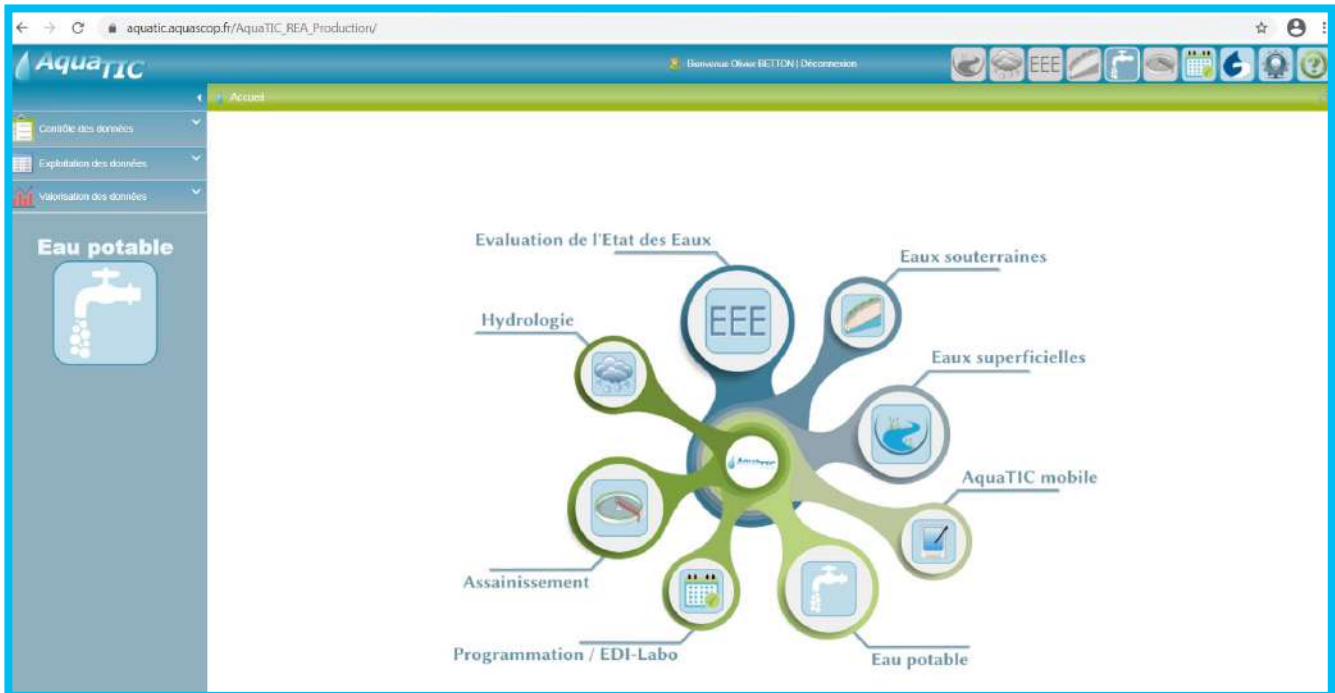 aquatic.aquascop.fr/AquaTIC_REA_Production/
AquaTIC
Bienvenue Olivier BETTON | Déconnexion
EEE
Accueil
Contrôle des données
Exploitation des données
Valorisation des données
Eau potable
Evaluation de l'Etat des Eaux
Eaux souterraines
EEE
Hydrologie
Eaux superficielles
AquaTIC
AquaTIC mobile
Assainissement
Programmation / EDI-Labo
Eau potable